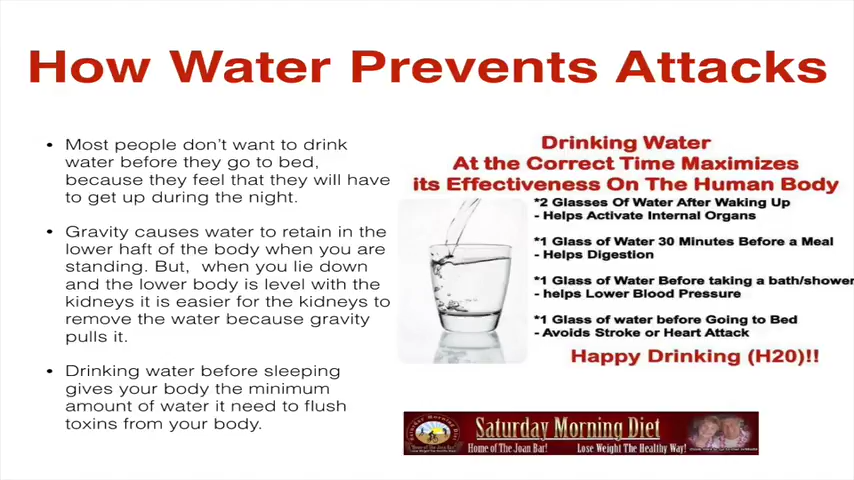 How Water Prevents Attacks
• Most people don't want to drink
water before they go to bed,
because they feel that they will have
to get up during the night.
• Gravity causes water to retain in the
lower haft of the body when you are
standing. But, when you lie down
and the lower body is level with the
kidneys it is easier for the kidneys to
remove the water because gravity
pulls it.
• Drinking water before sleeping
gives your body the minimum
amount of water it need to flush
toxins from your body.
Drinking Water
At the Correct Time Maximizes
its Effectiveness On The Human Body
*2 Glasses Of Water After Waking Up
- Helps Activate Internal Organs
*1 Glass of Water 30 Minutes Before a Meal
- Helps Digestion
*1 Glass of Water Before taking a bath/shower
- helps Lower Blood Pressure
*1 Glass of water before Going to Bed
- Avoids Stroke or Heart Attack
Happy Drinking (H20)!!
Saturday Morning Diet
Home of The Joan Bar! Lose Weight The Healthy Way!